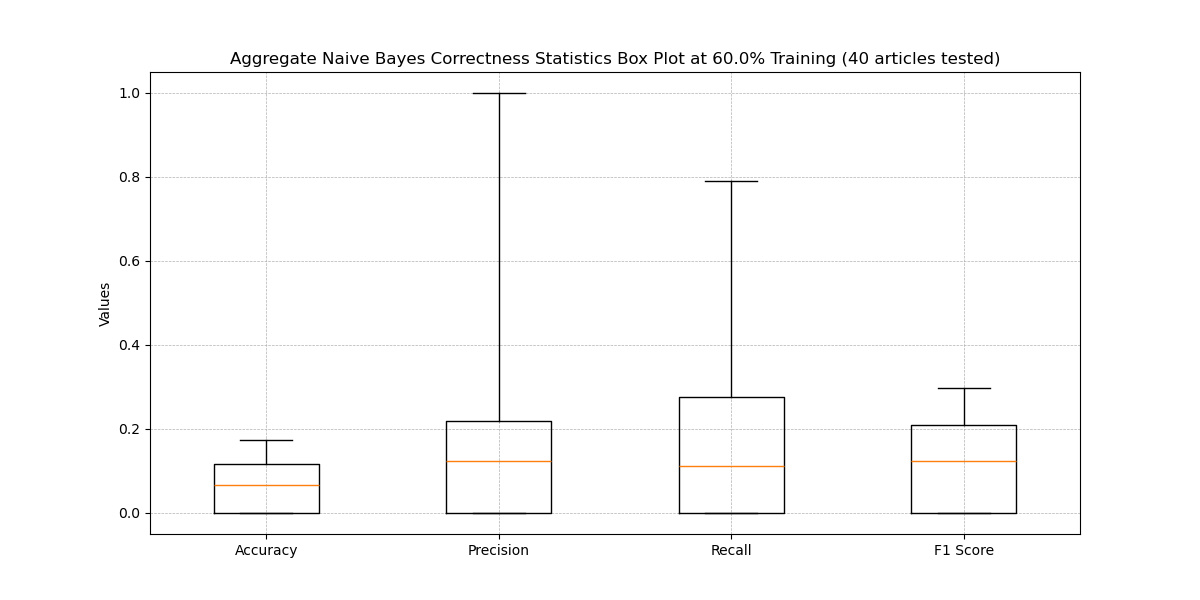 Aggregate Naive Bayes Correctness Statistics Box Plot at 60.0% Training (40 articles tested)
1.0
0.8
0.6
0.4
0.2
0.0
Values
Accuracy Precision Recall F1 Score